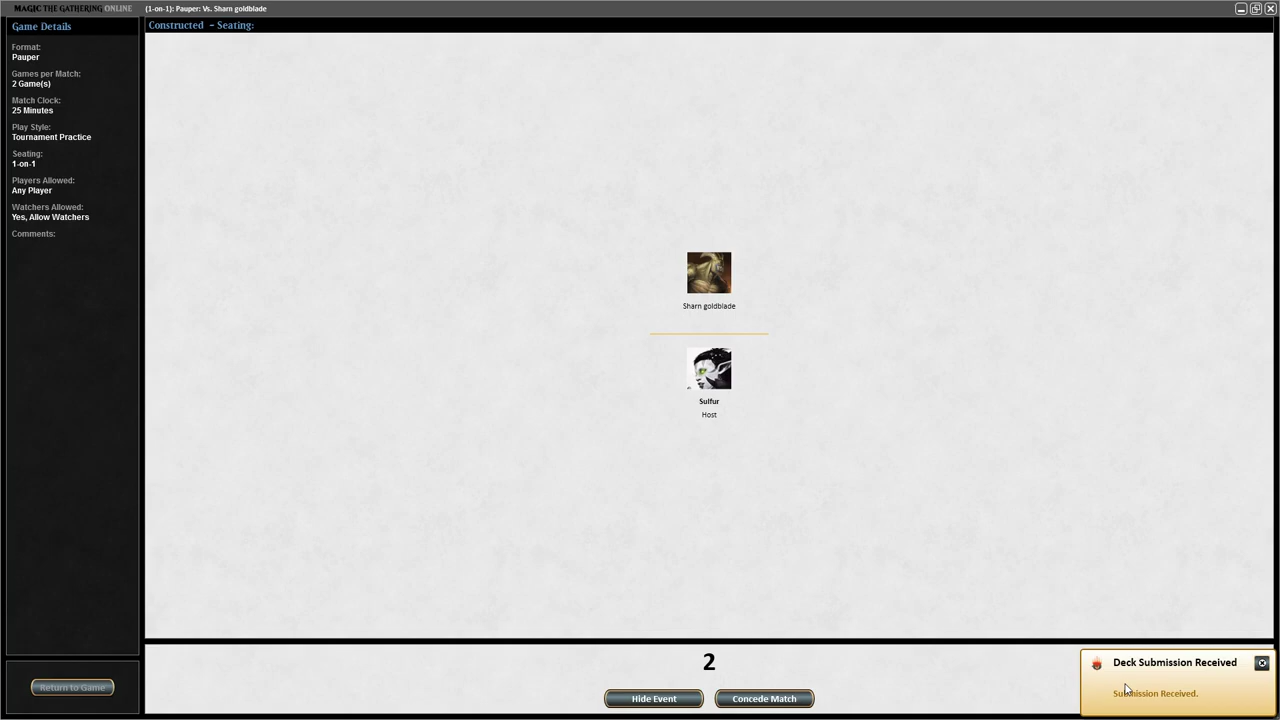 MAGIC THE GATHERING ONLINE
(1-on-1): Pauper: Vs. Sharn goldblade
Game Details
Constructed - Seating:
Format:
Pauper
Games per Match:
2 Game(s)
Match Clock:
25 Minutes
Play Style:
Tournament Practice
Seating:
1-on-1
Players Allowed:
Any Player
Watchers Allowed:
Yes, Allow Watchers
Comments:
Sharn goldblade
Sulfur
Host
2
Hide Event
Concede Match
Return to Game
Deck Submission Received
Submission Received.